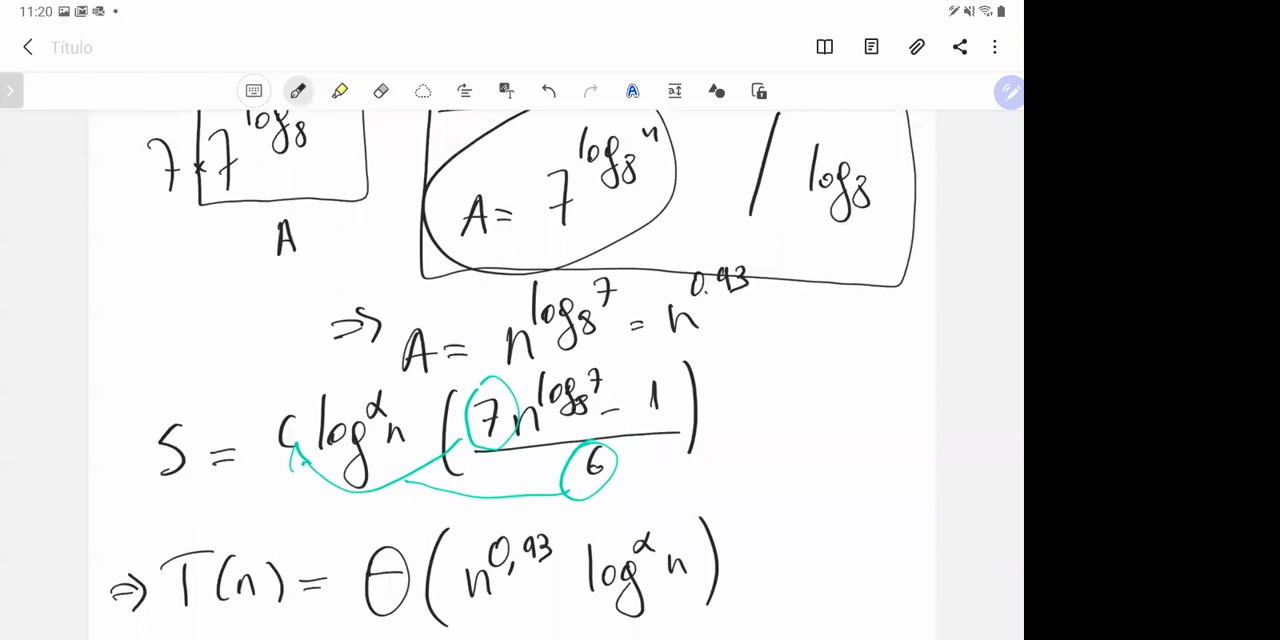 11:20
Título
7 * 7^log₈
A
A = 7^log₈ n
/ log₈
⇒ A = n^log₈ 7 = n^0.93
S = c log^α n ( (7 n^log₈ 7 - 1) / 6 )
⇒ T(n) = Θ ( n^0,93 log^α n )